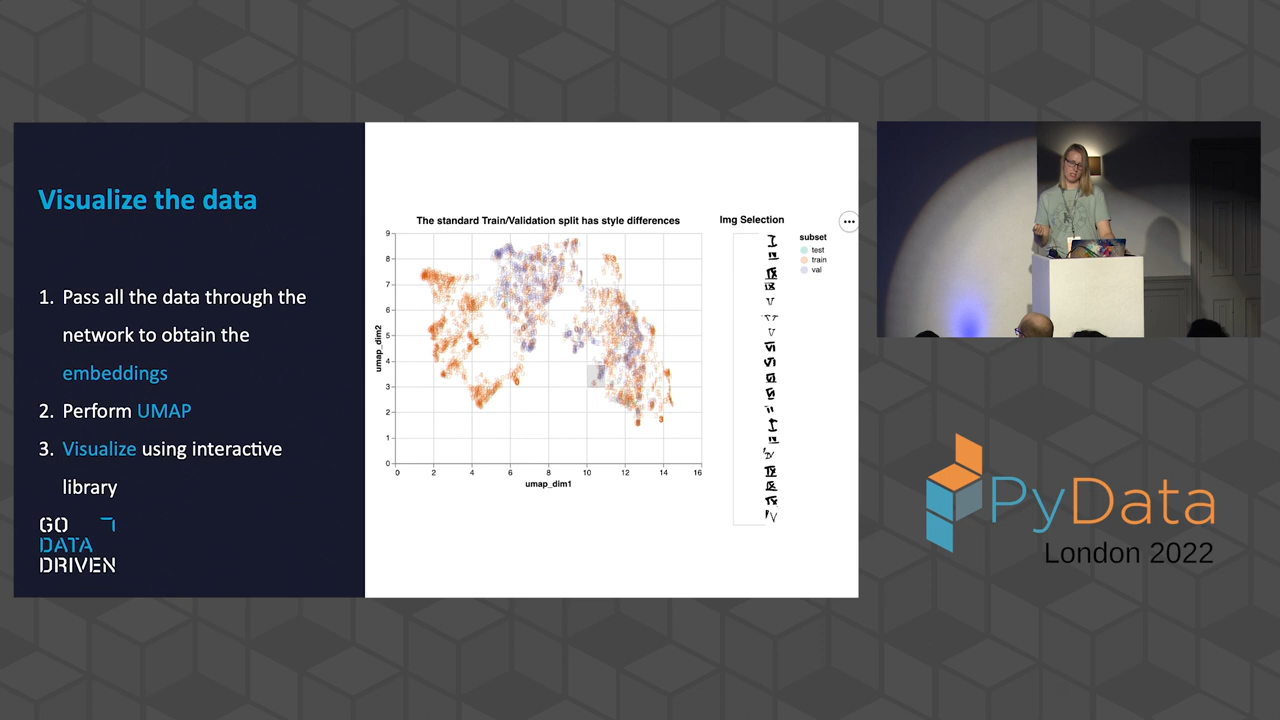 Visualize the data
1. Pass all the data through the
network to obtain the
embeddings
2. Perform UMAP
3. Visualize using interactive
library
GO
DATA
DRIVEN
The standard Train/Validation split has style differences
umap_dim2
9
8
7
6
5
4
3
2
1
0
0 2 4 6 8 10 12 14 16
umap_dim1
Img Selection
subset
test
train
val
PyData
London 2022